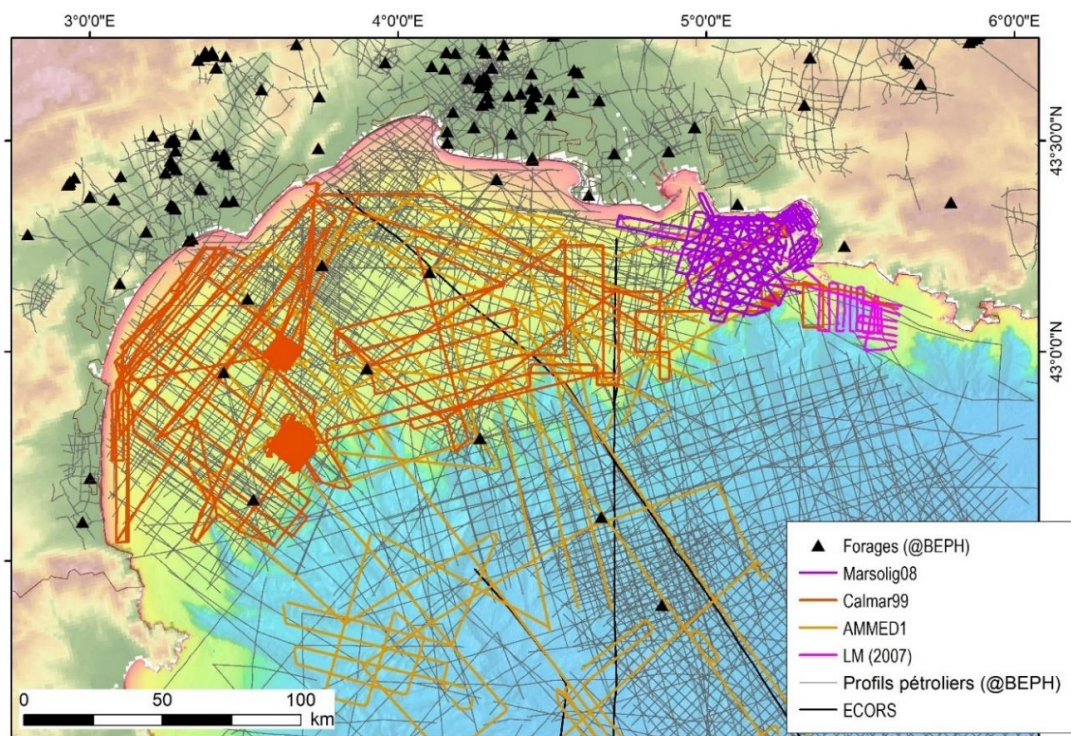 3°0'0"E 4°0'0"E 5°0'0"E 6°0'0"E
43°30'0"N
43°0'0"N
Forages (@BEPH)
Marsolig08
Calmar99
AMMED1
LM (2007)
Profils pétroliers (@BEPH)
ECORS
0 50 100
km